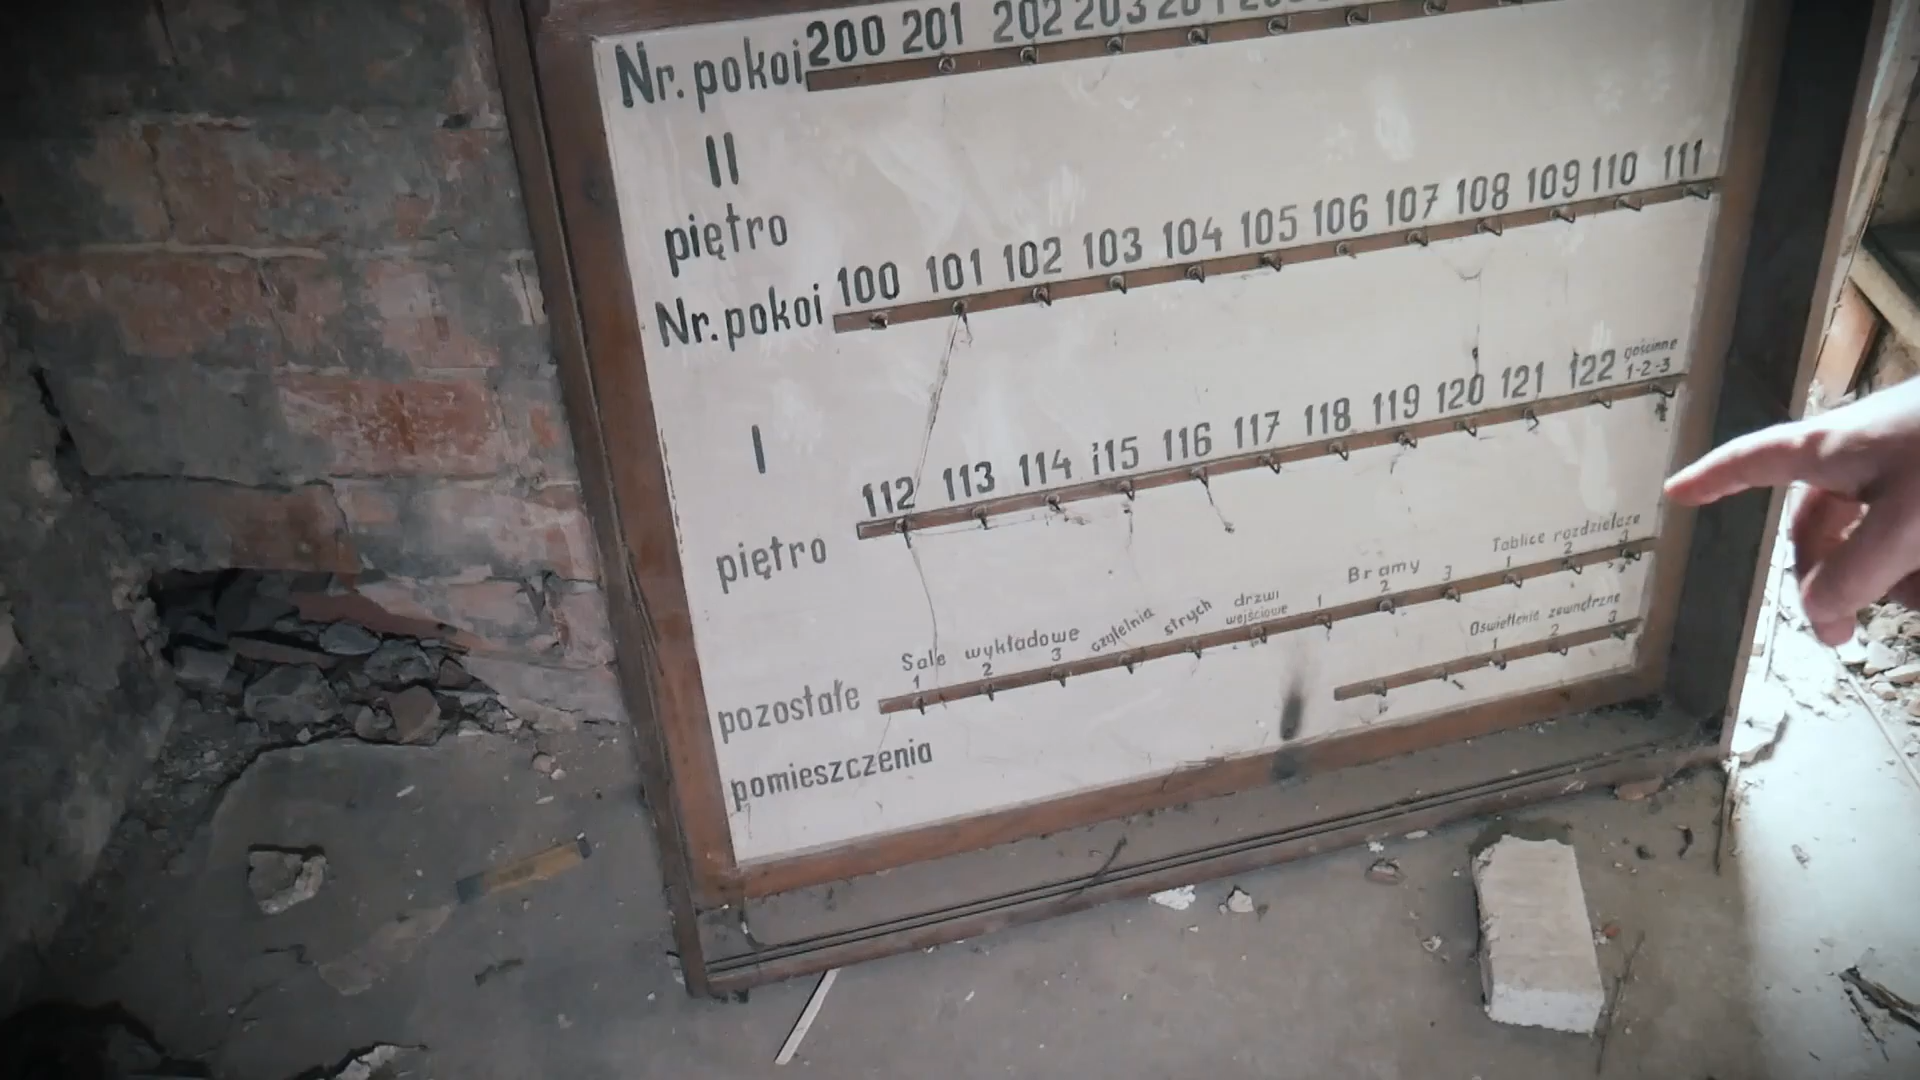 Nr. pokoi 200 201 202 203
II
piętro
Nr. pokoi 100 101 102 103 104 105 106 107 108 109 110 111
I
piętro
112 113 114 115 116 117 118 119 120 121 122 gościnne 1-2-3
pozostałe
pomieszczenia
Sale wykładowe
1 2 3
czytelnia
strych
drzwi
wejściowe
Bramy
1 2 3
Tablice rozdzielcze
1 2 3
Oświetlenie zewnętrzne
1 2 3